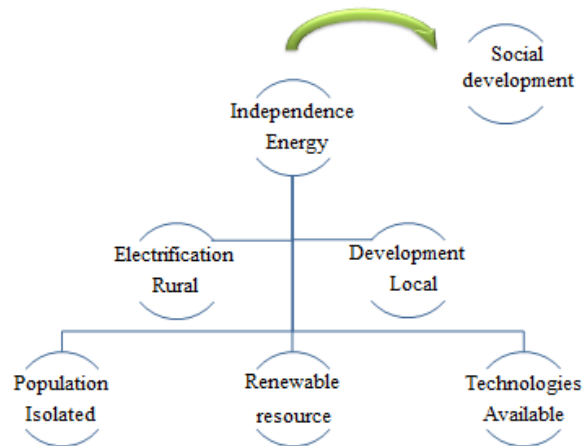 Social
development
Independence
Energy
Electrification
Rural
Development
Local
Population
Isolated
Renewable
resource
Technologies
Available